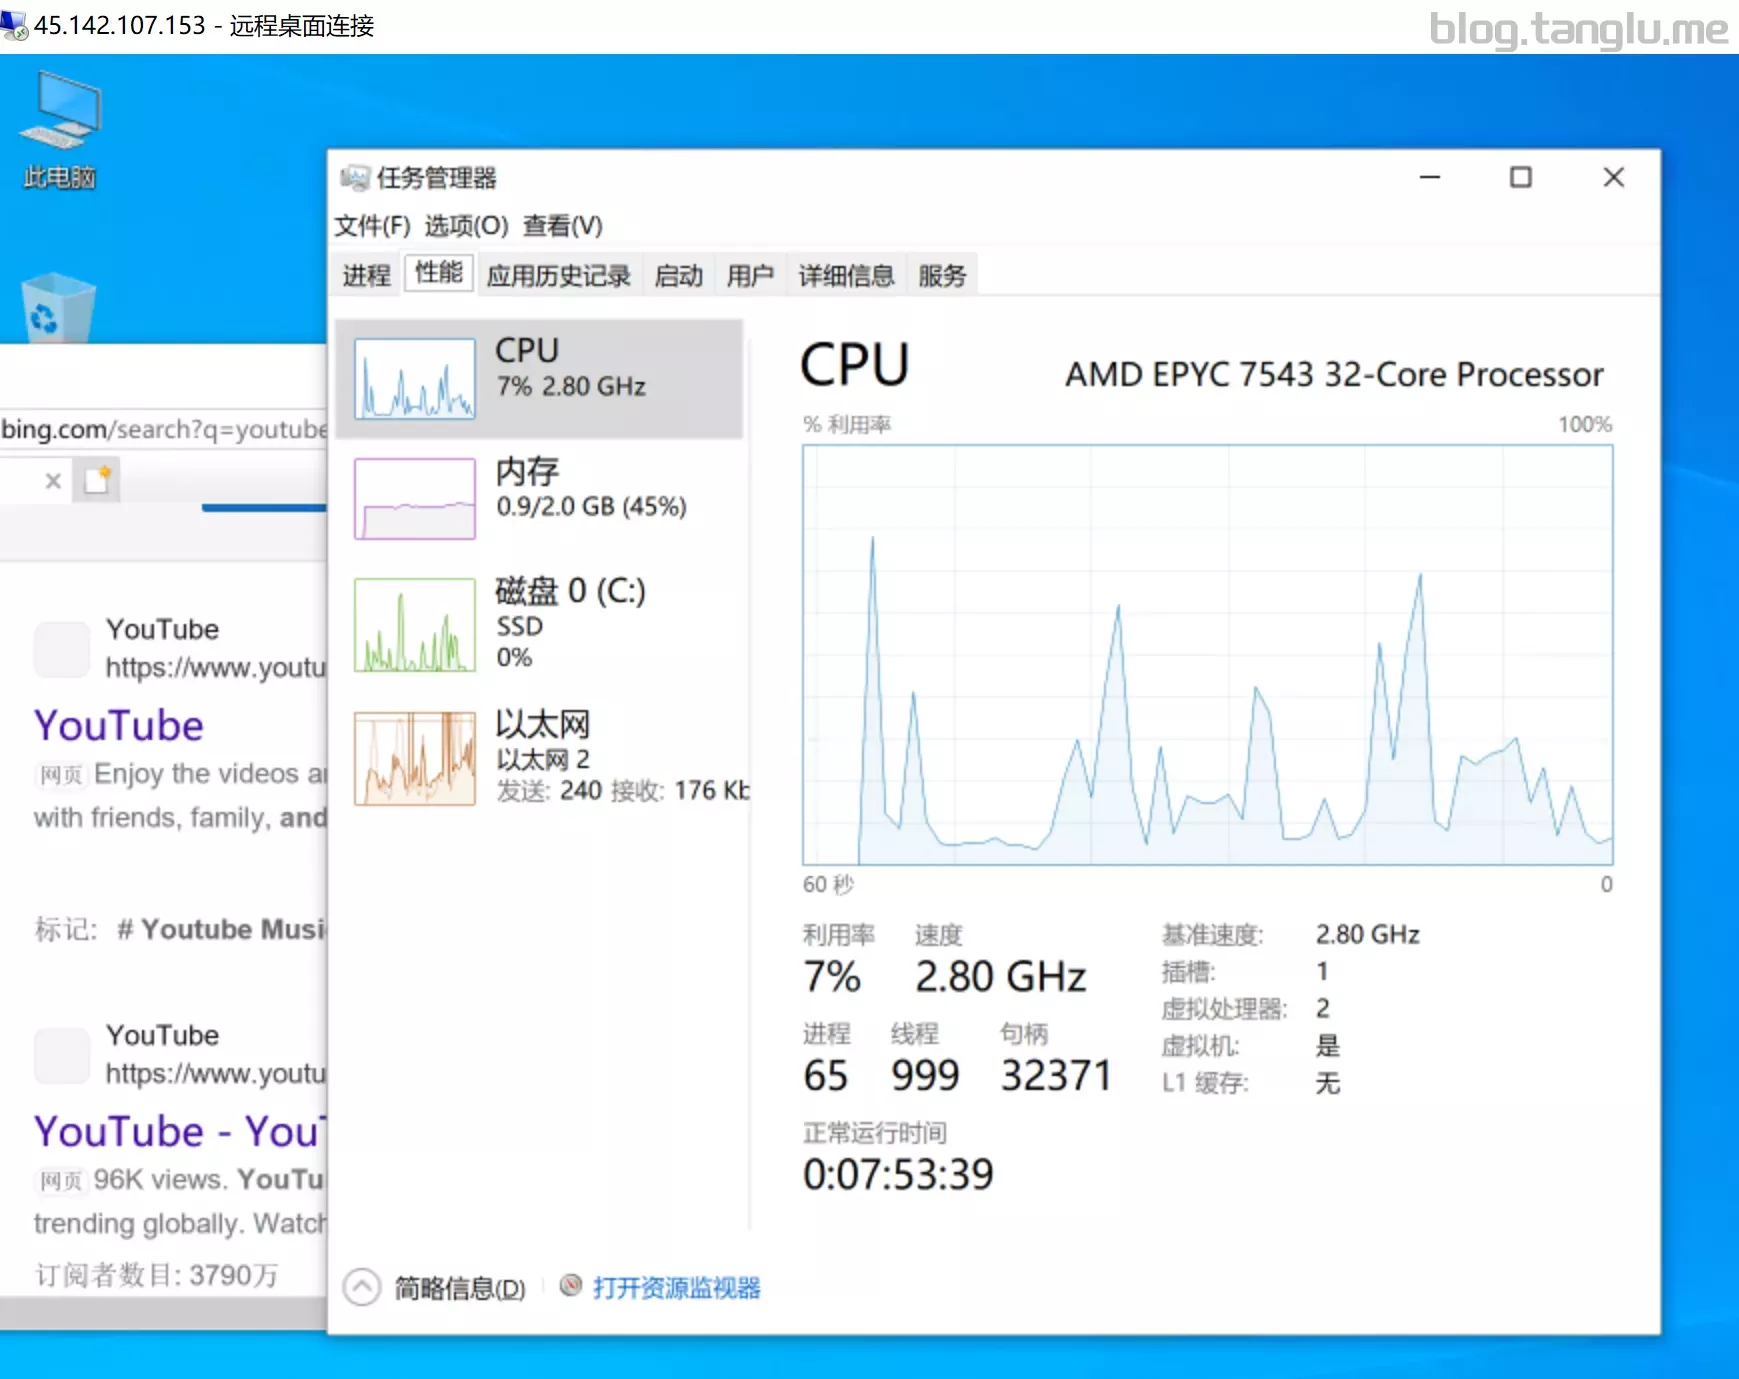 45.142.107.153 - 远程桌面连接
blog.tanglu.me
此电脑
任务管理器
文件(F) 选项(O) 查看(V)
进程 性能 应用历史记录 启动 用户 详细信息 服务
CPU
7% 2.80 GHz
内存
0.9/2.0 GB (45%)
磁盘 0 (C:)
SSD
0%
以太网
以太网 2
发送: 240 接收: 176 Kb
CPU
AMD EPYC 7543 32-Core Processor
% 利用率
100%
60 秒
0
利用率 速度
7% 2.80 GHz
进程 线程 句柄
65 999 32371
正常运行时间
0:07:53:39
基准速度: 2.80 GHz
插槽: 1
虚拟处理器: 2
虚拟机: 是
L1 缓存: 无
简略信息(D)
打开资源监视器
bing.com/search?q=youtube
YouTube
https://www.youtu
YouTube
网页 Enjoy the videos
with friends, family, and
标记: # Youtube Musi
YouTube
https://www.youtu
YouTube - You
网页 96K views. YouTu
trending globally. Watch
订阅者数目: 3790万